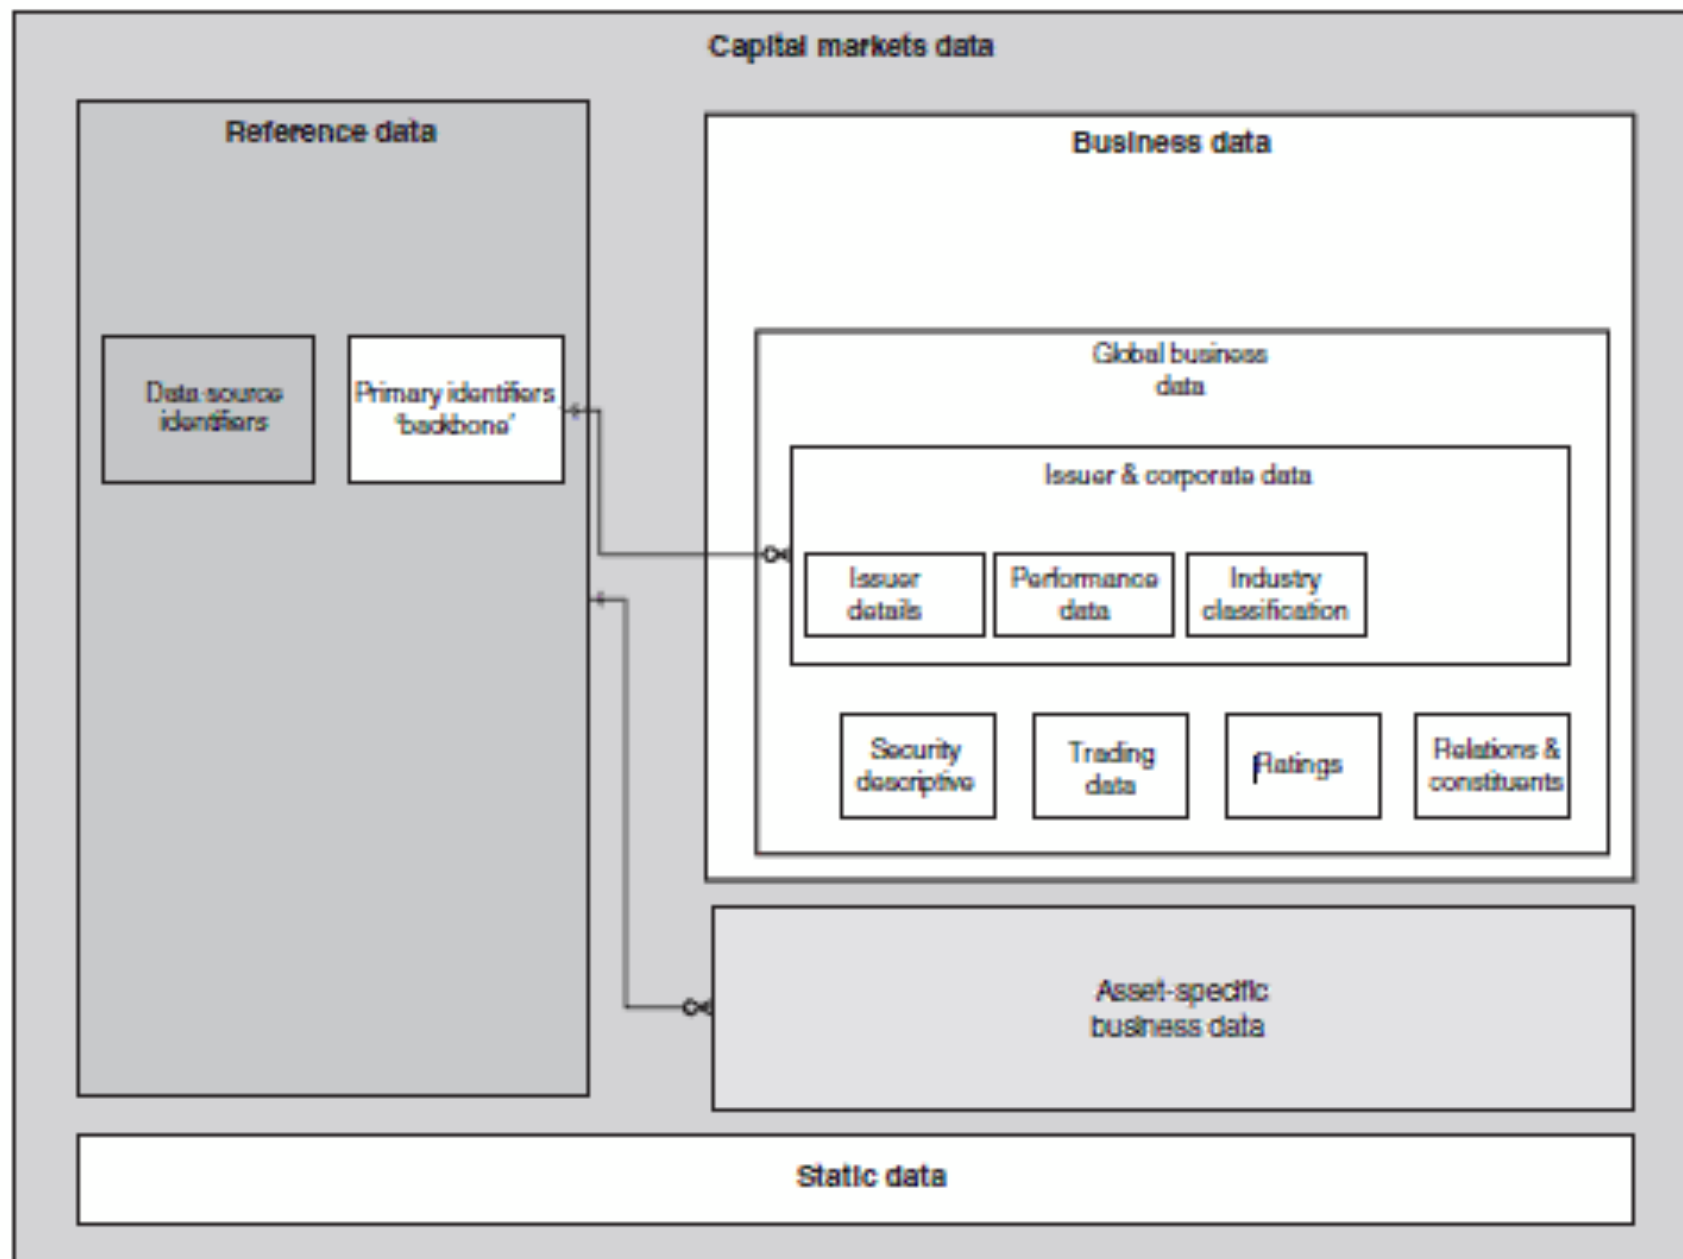 Capital markets data
Reference data
Data source
identifiers
Primary identifiers
'backbone'
Business data
Global business
data
Issuer & corporate data
Issuer
details
Performance
data
Industry
classification
Security
descriptive
Trading
data
Ratings
Relations &
constituents
Asset-specific
business data
Static data